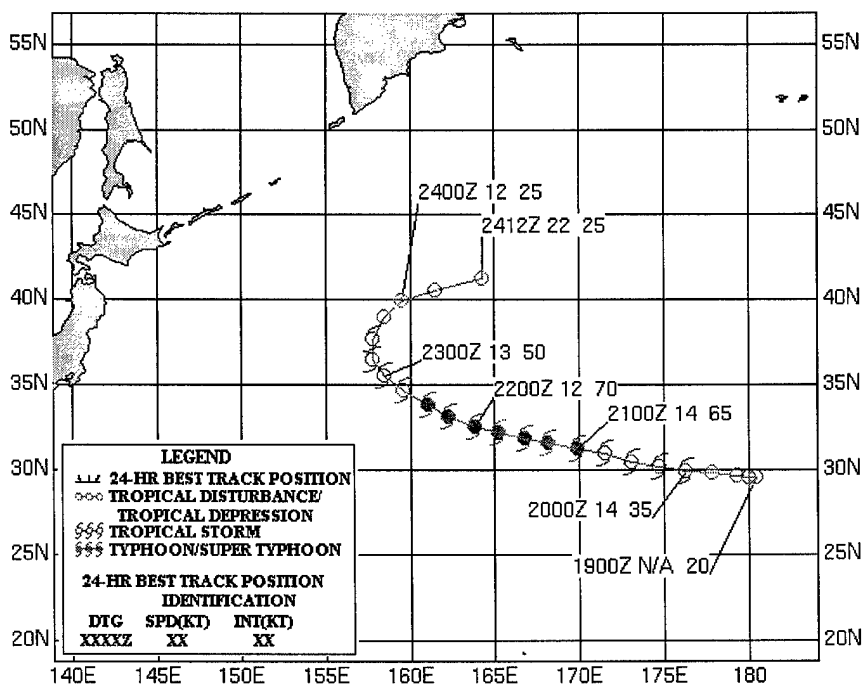 55N 55N
50N 50N
2400Z 12 25
45N 45N
2412Z 22 25
40N 40N
2300Z 13 50
35N 35N
2200Z 12 70
2100Z 14 65
LEGEND
24-HR BEST TRACK POSITION
TROPICAL DISTURBANCE/
TROPICAL DEPRESSION
TROPICAL STORM
TYPHOON/SUPER TYPHOON
24-HR BEST TRACK POSITION
IDENTIFICATION
DTG SPD(KT) INT(KT)
XXXXZ XX XX
30N 30N
2000Z 14 35
25N 25N
1900Z N/A 20
20N 20N
140E 145E 150E 155E 160E 165E 170E 175E 180